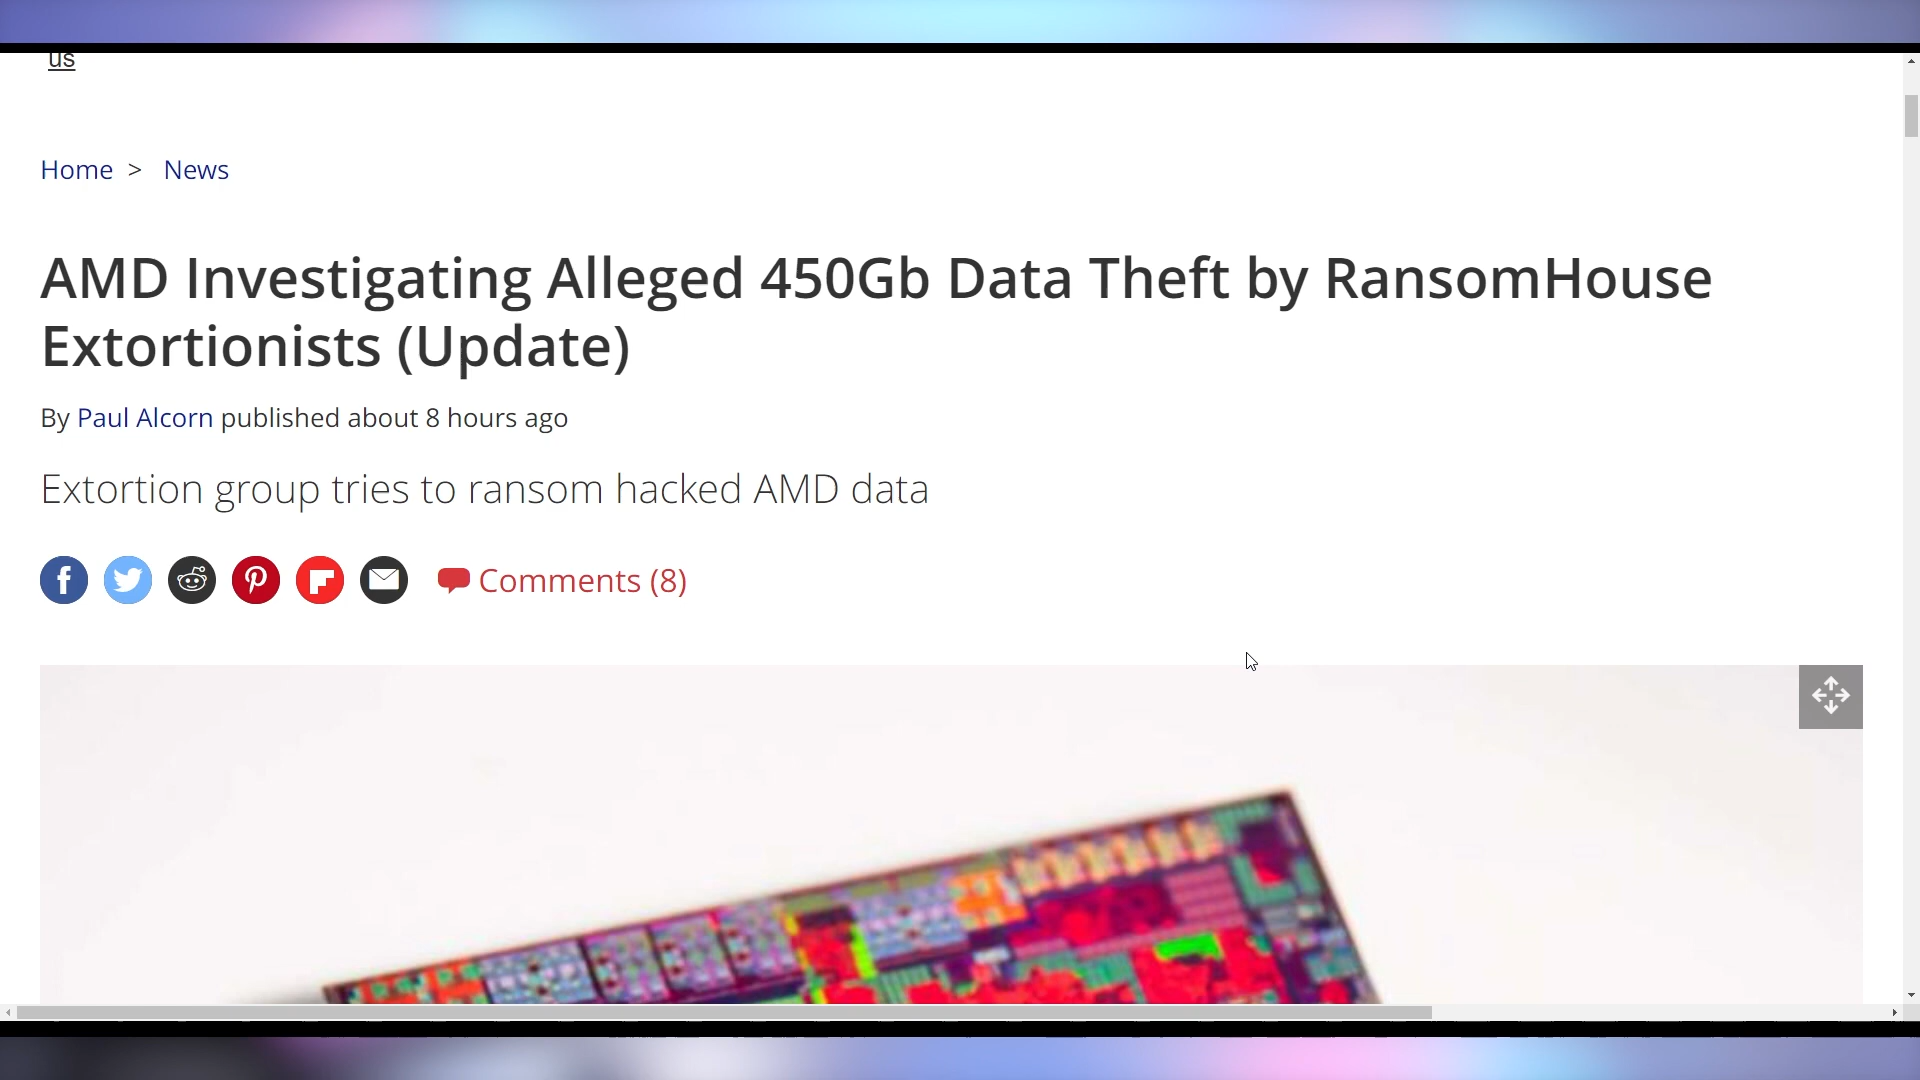 us
Home > News
AMD Investigating Alleged 450Gb Data Theft by RansomHouse
Extortionists (Update)
By Paul Alcorn published about 8 hours ago
Extortion group tries to ransom hacked AMD data
Comments (8)